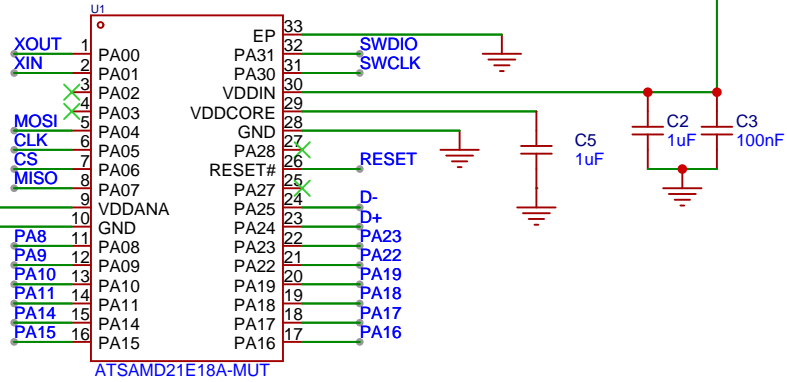 U1
EP 33
XOUT 1 PA00 PA31 32 SWDIO
XIN 2 PA01 PA30 31 SWCLK
3 PA02 VDDIN 30
4 PA03 VDDCORE 29
MOSI 5 PA04 GND 28
CLK 6 PA05 PA28 27
CS 7 PA06 RESET# 26 RESET
MISO 8 PA07 PA27 25
9 VDDANA PA25 24 D-
10 GND PA24 23 D+
PA8 11 PA08 PA23 22 PA23
PA9 12 PA09 PA22 21 PA22
PA10 13 PA10 PA19 20 PA19
PA11 14 PA11 PA18 19 PA18
PA14 15 PA14 PA17 18 PA17
PA15 16 PA15 PA16 17 PA16
ATSAMD21E18A-MUT
C5
1uF
C2
1uF
C3
100nF